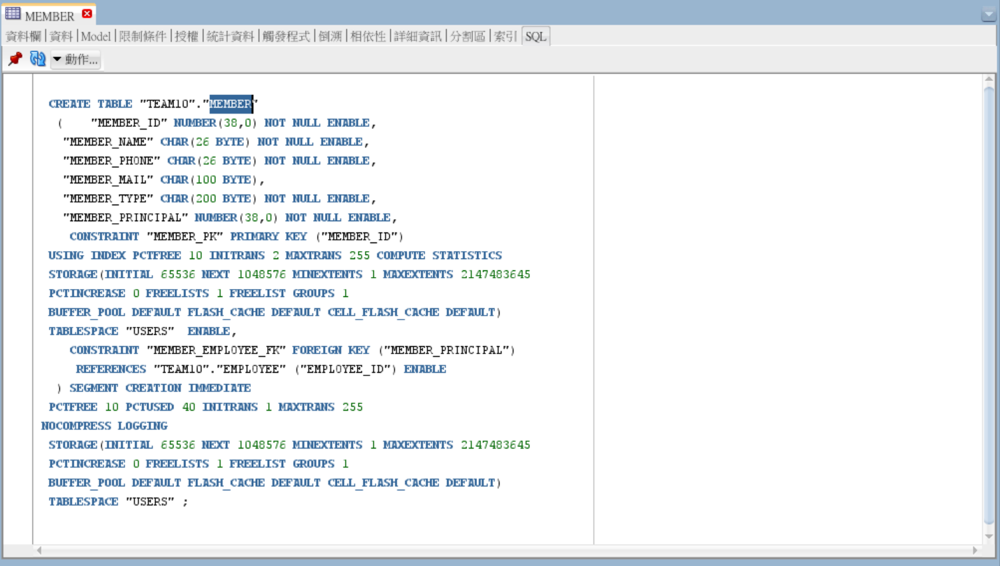 MEMBER
資料欄|資料|Model|限制條件|授權|統計資料|觸發程式|倒溯|相依性|詳細資訊|分割區|索引 SQL
動作...
CREATE TABLE "TEAM10"."MEMBER"
(    "MEMBER_ID" NUMBER(38,0) NOT NULL ENABLE,
"MEMBER_NAME" CHAR(26 BYTE) NOT NULL ENABLE,
"MEMBER_PHONE" CHAR(26 BYTE) NOT NULL ENABLE,
"MEMBER_MAIL" CHAR(100 BYTE),
"MEMBER_TYPE" CHAR(200 BYTE) NOT NULL ENABLE,
"MEMBER_PRINCIPAL" NUMBER(38,0) NOT NULL ENABLE,
CONSTRAINT "MEMBER_PK" PRIMARY KEY ("MEMBER_ID")
USING INDEX PCTFREE 10 INITRANS 2 MAXTRANS 255 COMPUTE STATISTICS
STORAGE(INITIAL 65536 NEXT 1048576 MINEXTENTS 1 MAXEXTENTS 2147483645
PCTINCREASE 0 FREELISTS 1 FREELIST GROUPS 1
BUFFER_POOL DEFAULT FLASH_CACHE DEFAULT CELL_FLASH_CACHE DEFAULT)
TABLESPACE "USERS"  ENABLE,
CONSTRAINT "MEMBER_EMPLOYEE_FK" FOREIGN KEY ("MEMBER_PRINCIPAL")
REFERENCES "TEAM10"."EMPLOYEE" ("EMPLOYEE_ID") ENABLE
) SEGMENT CREATION IMMEDIATE
PCTFREE 10 PCTUSED 40 INITRANS 1 MAXTRANS 255
NOCOMPRESS LOGGING
STORAGE(INITIAL 65536 NEXT 1048576 MINEXTENTS 1 MAXEXTENTS 2147483645
PCTINCREASE 0 FREELISTS 1 FREELIST GROUPS 1
BUFFER_POOL DEFAULT FLASH_CACHE DEFAULT CELL_FLASH_CACHE DEFAULT)
TABLESPACE "USERS" ;